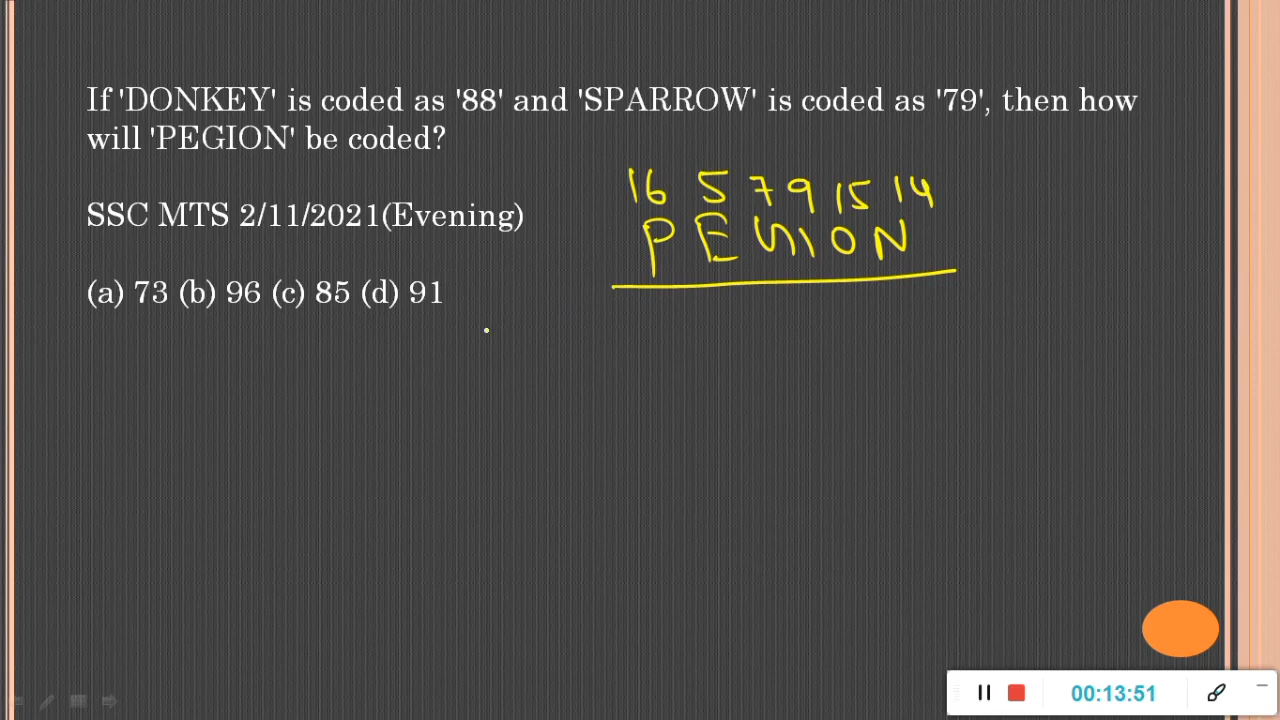 If 'DONKEY' is coded as '88' and 'SPARROW' is coded as '79', then how
will 'PEGION' be coded?
16 5 7 9 15 14
PEGION
SSC MTS 2/11/2021(Evening)
(a) 73 (b) 96 (c) 85 (d) 91
00:13:51